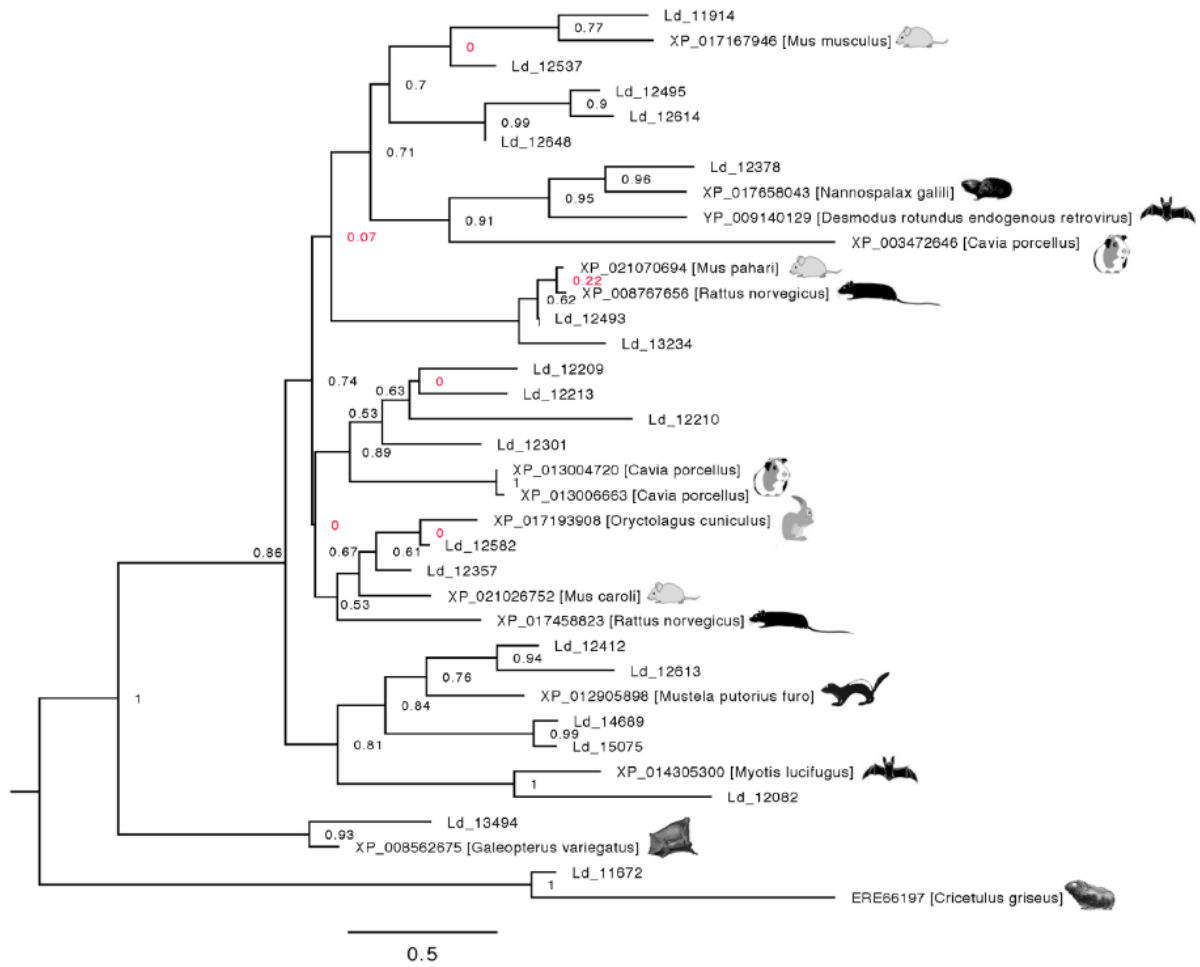 Ld_11914
0.77
XP_017167946 [Mus musculus]
0
Ld_12537
0.7
Ld_12495
0.9
Ld_12614
0.99
Ld_12648
0.71
Ld_12378
0.96
XP_017658043 [Nannospalax galili]
0.95
YP_009140129 [Desmodus rotundus endogenous retrovirus]
0.91
0.07
XP_003472646 [Cavia porcellus]
XP_021070694 [Mus pahari]
0.22
XP_008767656 [Rattus norvegicus]
0.62
Ld_12493
Ld_13234
Ld_12209
0.74
0
0.63
Ld_12213
0.53
Ld_12210
Ld_12301
0.89
XP_013004720 [Cavia porcellus]
1
XP_013006663 [Cavia porcellus]
XP_017193908 [Oryctolagus cuniculus]
0
0
Ld_12582
0.86
0.67
0.61
Ld_12357
XP_021026752 [Mus caroli]
0.53
XP_017458823 [Rattus norvegicus]
Ld_12412
0.94
Ld_12613
0.76
XP_012905898 [Mustela putorius furo]
1
0.84
Ld_14689
0.99
0.81
Ld_15075
XP_014305300 [Myotis lucifugus]
1
Ld_12082
Ld_13494
0.93
XP_008562675 [Galeopterus variegatus]
Ld_11672
1
ERE66197 [Cricetulus griseus]
0.5